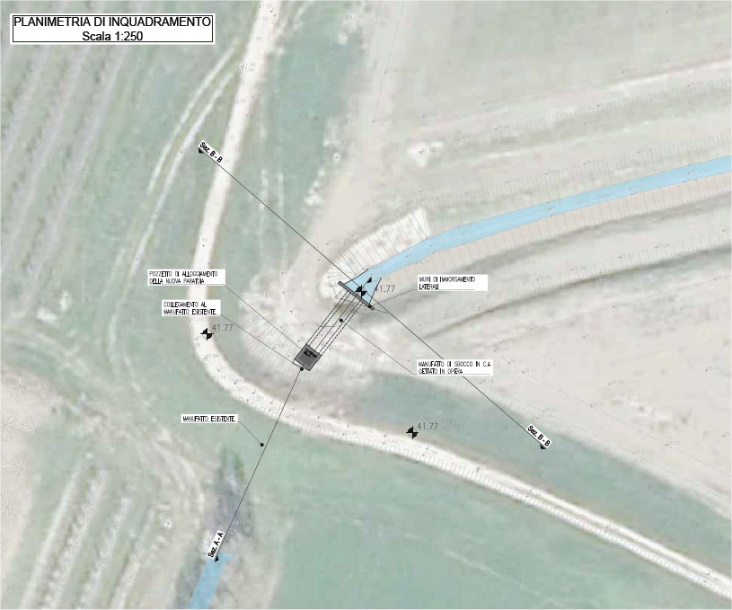 PLANIMETRIA DI INQUADRAMENTO
Scala 1:250
Sez. B - B
POZZETTO DI ALLOGGIAMENTO
DELLA NUOVA PARATOIA
MURI DI IMMORSAMENTO
LATERALI
41.77
COLLEGAMENTO AL
MANUFATTO ESISTENTE
41.77
MANUFATTO DI SBOCCO IN C.A.
GETTATO IN OPERA
MANUFATTO ESISTENTE
41.77
Sez. B - B
Sez. A - A